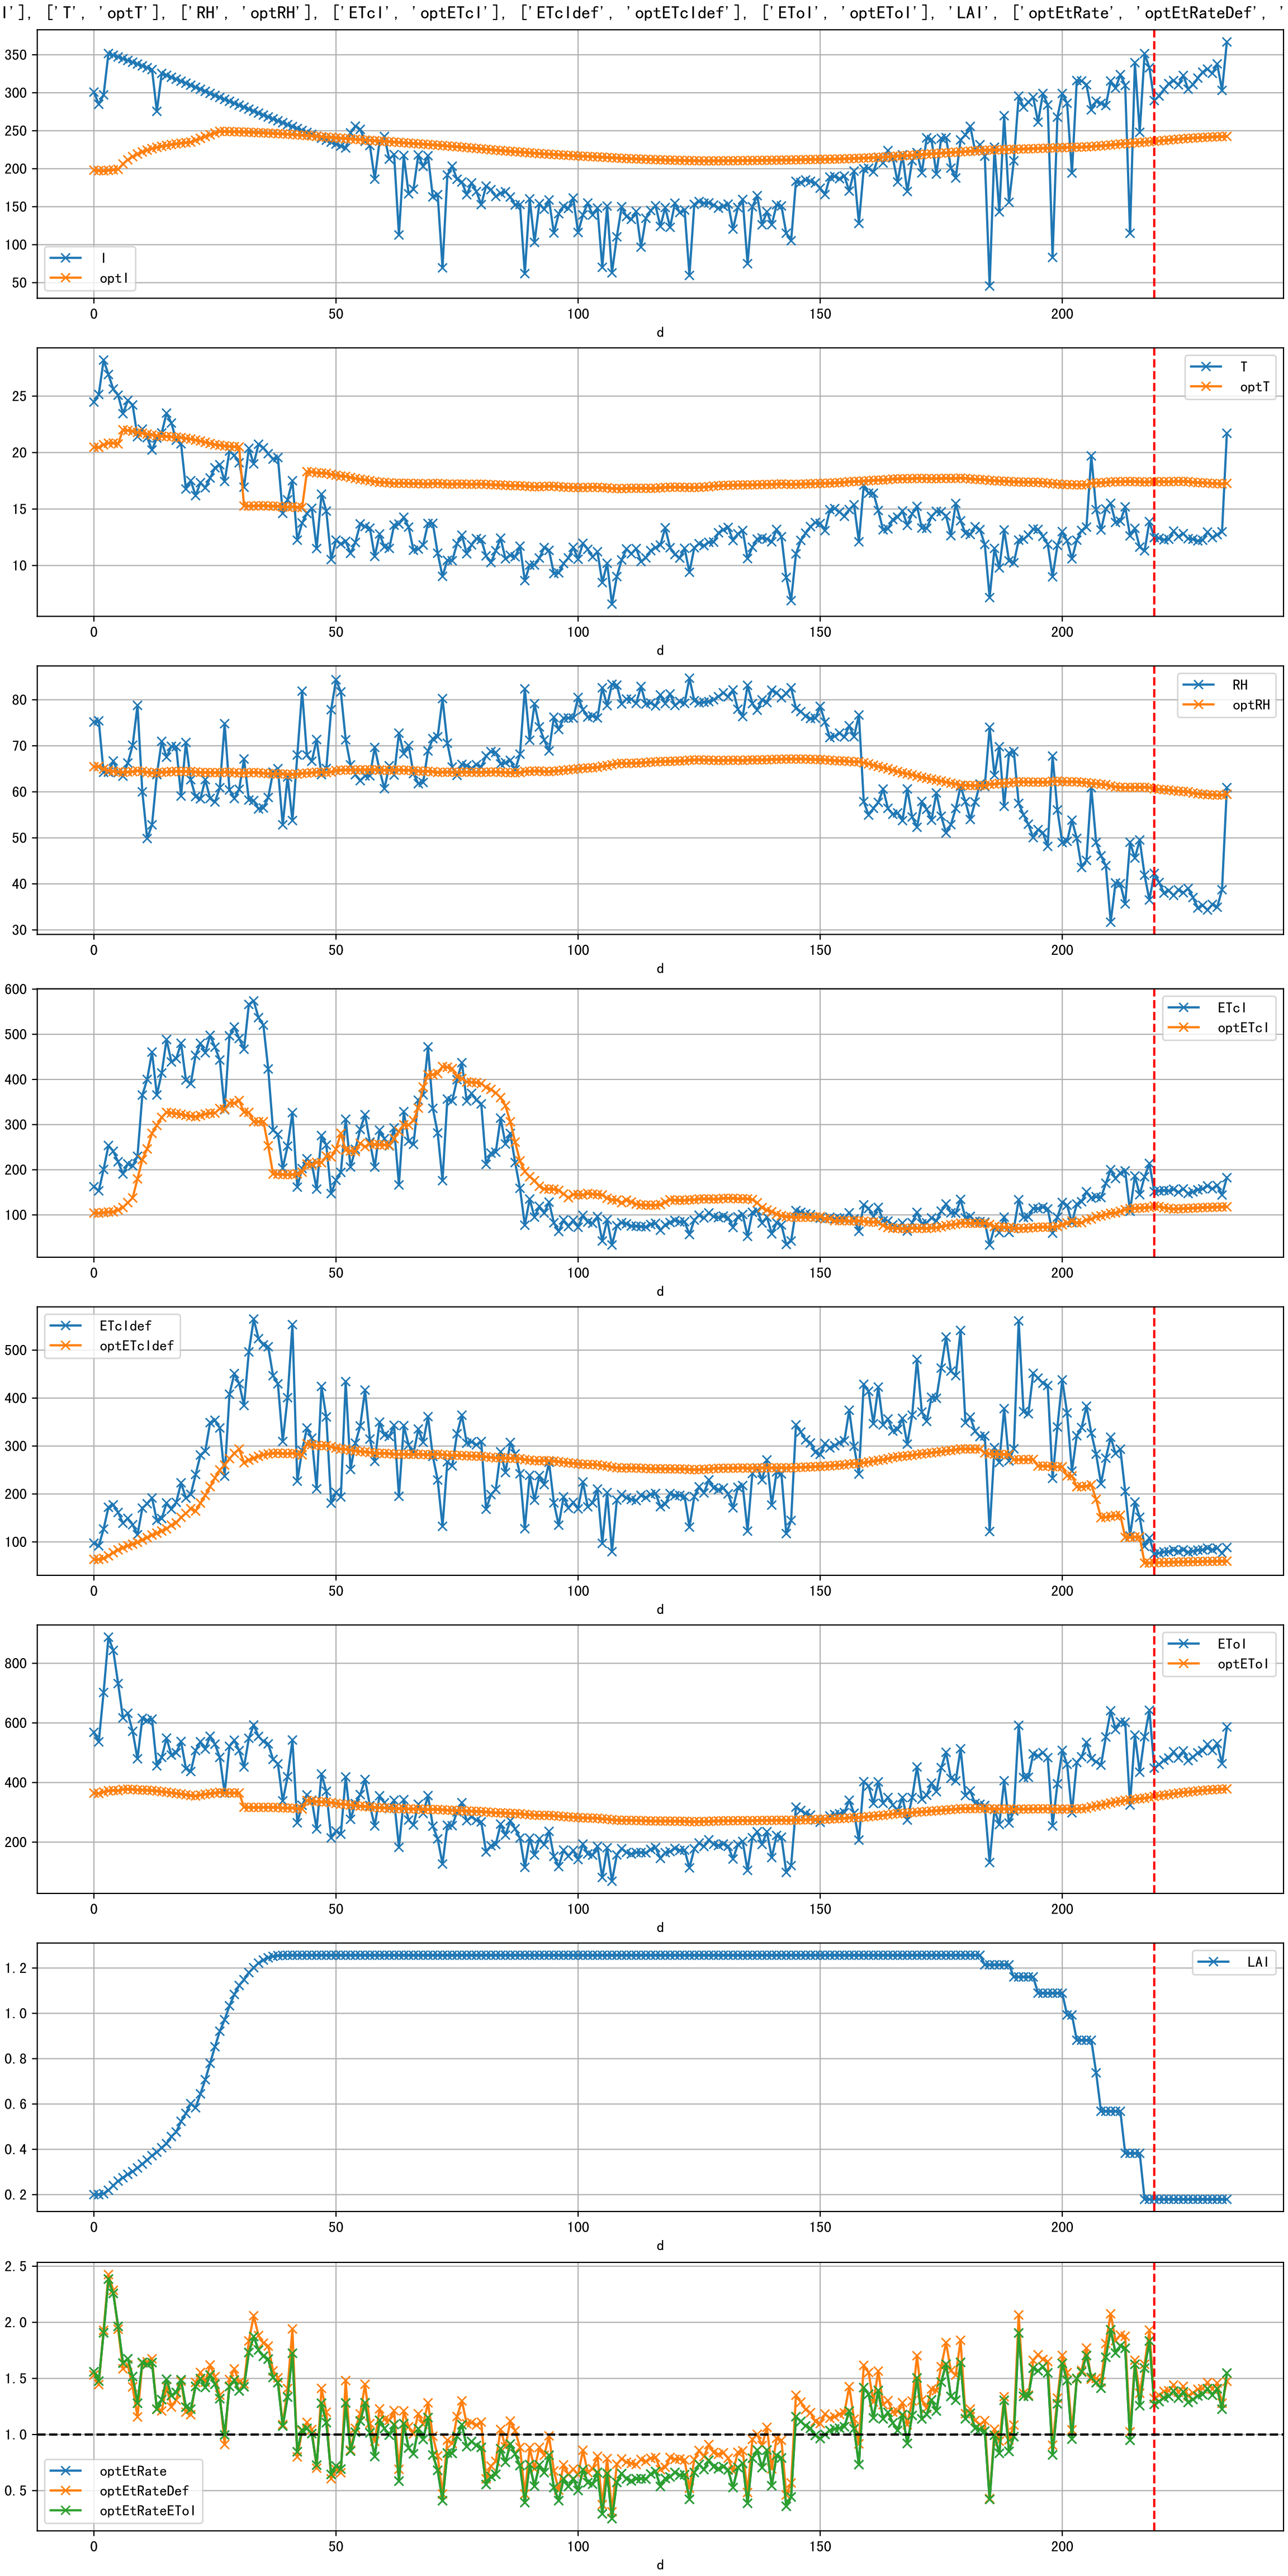 I'], ['T', 'optT'], ['RH', 'optRH'], ['ETcI', 'optETcI'], ['ETcIdef', 'optETcIdef'], ['EToI', 'optEToI'], 'LAI', ['optEtRate', 'optEtRateDef', '
350
300
250
200
150
100
50
I
optI
0 50 100 150 200
d
25
20
15
10
T
optT
0 50 100 150 200
d
80
70
60
50
40
30
RH
optRH
0 50 100 150 200
d
600
500
400
300
200
100
ETcI
optETcI
0 50 100 150 200
d
500
400
300
200
100
ETcIdef
optETcIdef
0 50 100 150 200
d
800
600
400
200
EToI
optEToI
0 50 100 150 200
d
1.2
1.0
0.8
0.6
0.4
0.2
LAI
0 50 100 150 200
d
2.5
2.0
1.5
1.0
0.5
optEtRate
optEtRateDef
optEtRateEToI
0 50 100 150 200
d